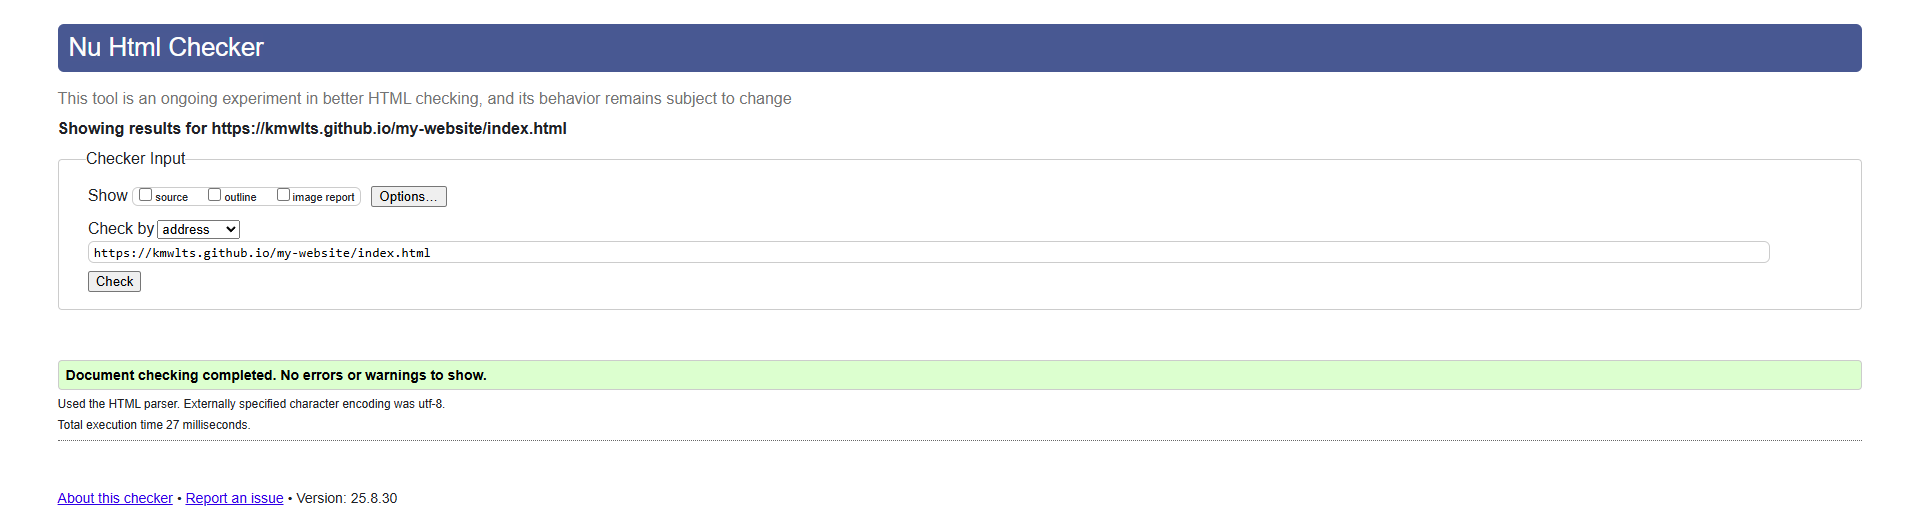 Nu Html Checker
This tool is an ongoing experiment in better HTML checking, and its behavior remains subject to change
Showing results for https://kmwlts.github.io/my-website/index.html
Checker Input
Show source outline image report Options...
Check by address
https://kmwlts.github.io/my-website/index.html
Check
Document checking completed. No errors or warnings to show.
Used the HTML parser. Externally specified character encoding was utf-8.
Total execution time 27 milliseconds.
About this checker • Report an issue • Version: 25.8.30